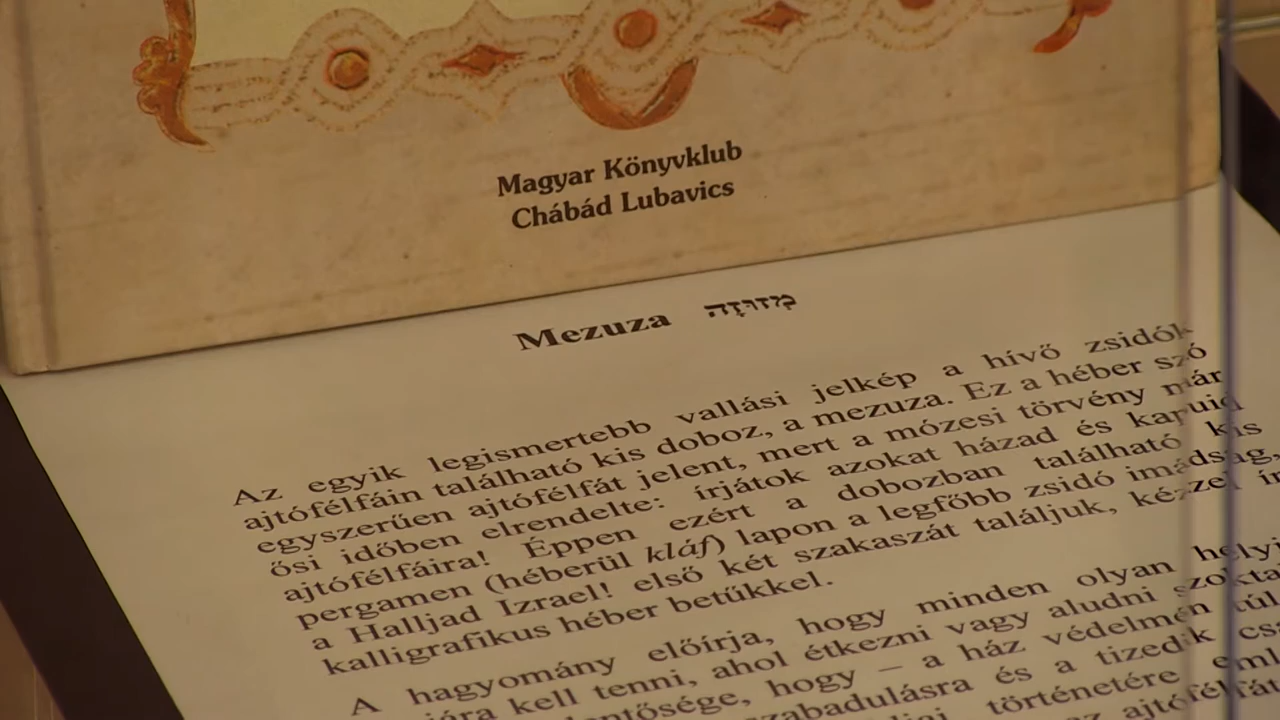 Magyar Könyvklub
Chábád Lubavics
Mezuza מְזוּזָה
Az egyik legismertebb vallási jelkép a hívő zsidók
ajtófélfáin található kis doboz, a mezuza. Ez a héber szó
egyszerűen ajtófélfát jelent, mert a mózesi törvény már
ősi időben elrendelte: írjátok azokat házad és kapuid
ajtófélfáira! Éppen ezért a dobozban található kis
pergamen (héberül kláf) lapon a legfőbb zsidó imádság,
a Halljad Izrael! első két szakaszát találjuk, kézzel
kalligrafikus héber betűkkel.
A hagyomány előírja, hogy minden olyan
kell tenni, ahol étkezni vagy aludni
hogy – a ház védelmén túl
és a tizedik
történetére